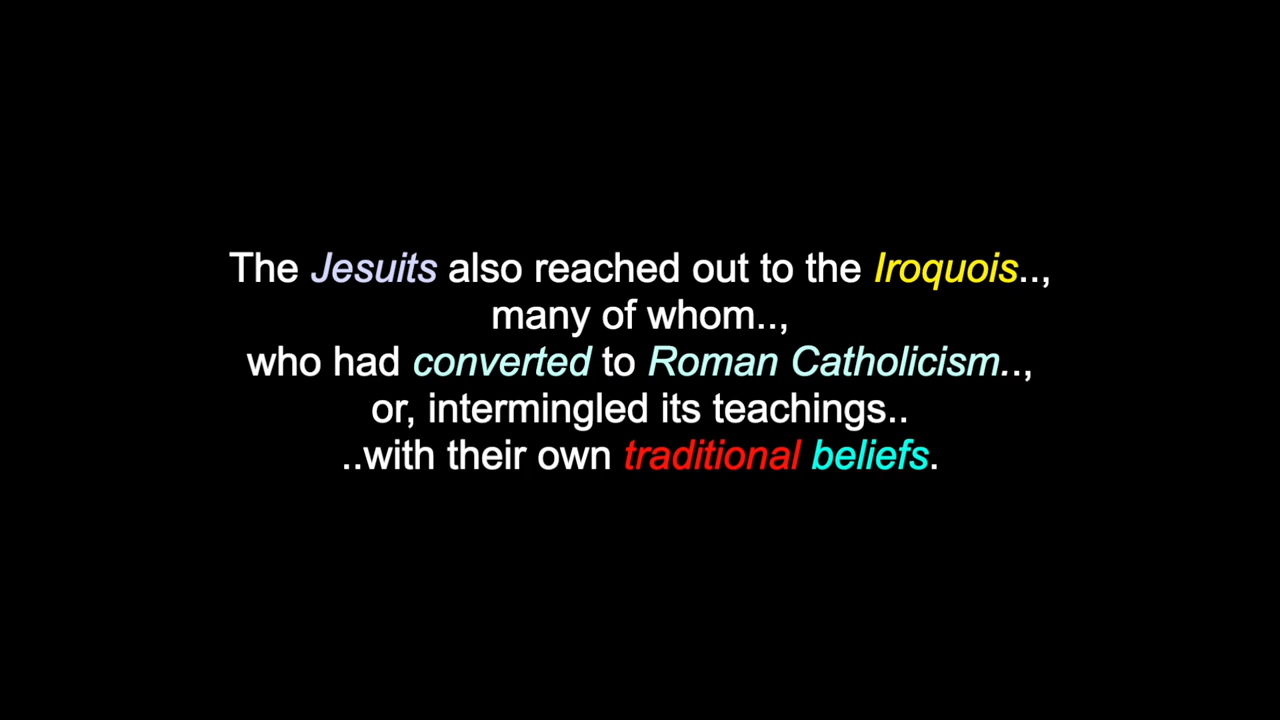 The Jesuits also reached out to the Iroquois..,
many of whom..,
who had converted to Roman Catholicism..,
or, intermingled its teachings..
..with their own traditional beliefs.